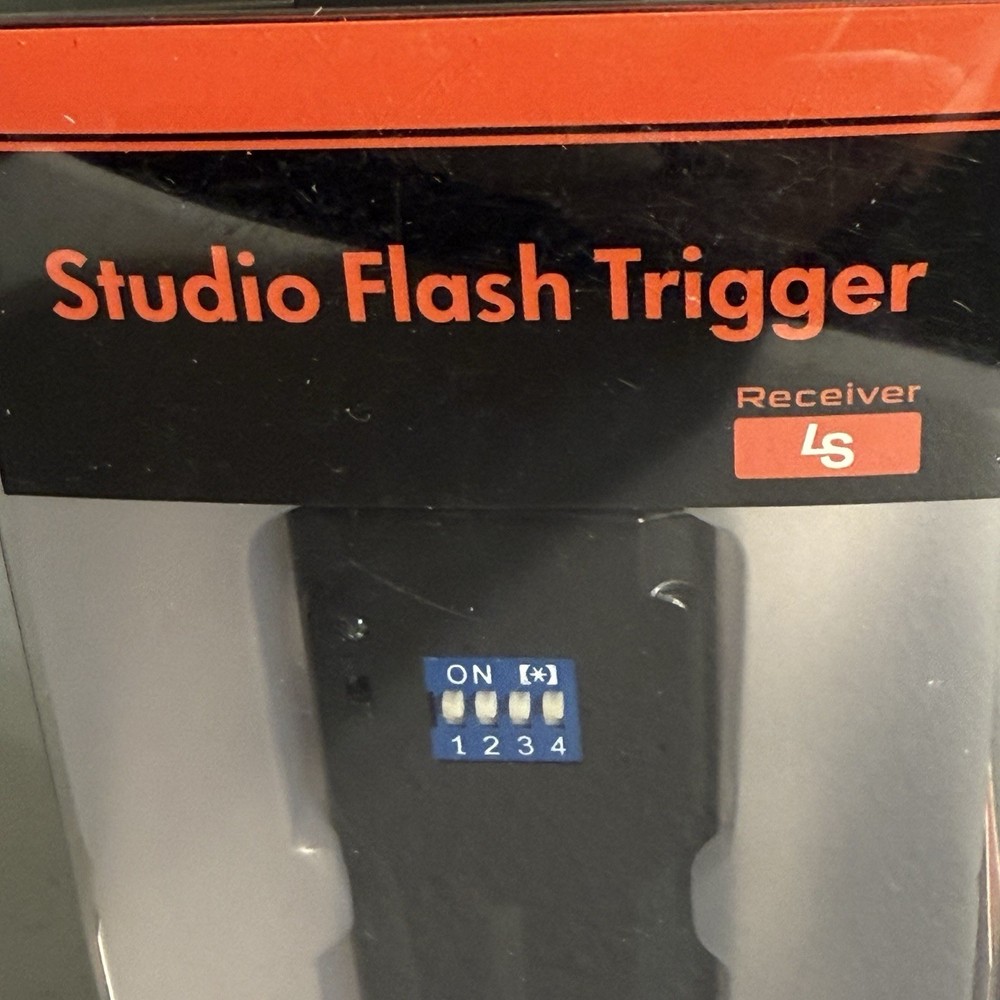 Studio Flash Trigger
Receiver
LS
ON [*]
1 2 3 4